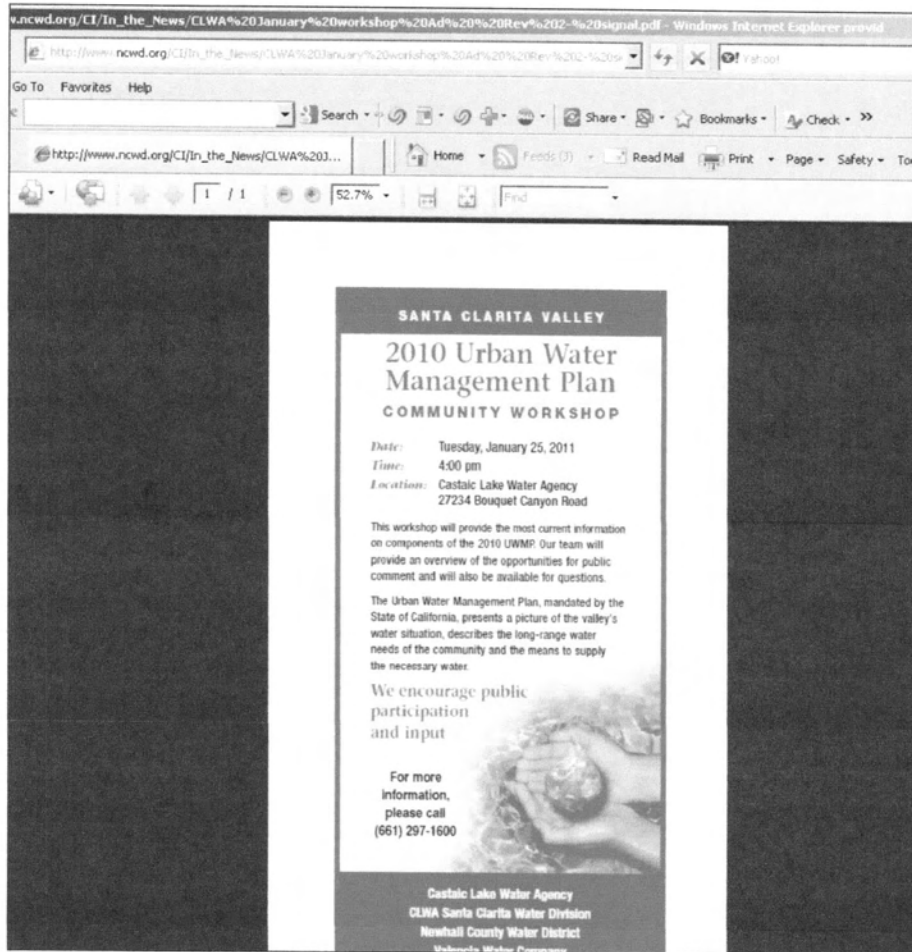 w.ncwd.org/CI/In_the_News/CLWA%20January%20workshop%20Ad%20%20Rev%202-%20signal.pdf - Windows Internet Explorer provid
http://www.ncwd.org/CI/In_the_News/CLWA%20January%20workshop%20Ad%20%20Rev%202-%20si Yahoo!
Go To Favorites Help
Search Share Bookmarks Check »
http://www.ncwd.org/CI/In_the_News/CLWA%20J... Home Feeds (J) Read Mail Print Page Safety Too
1 / 1 52.7% Find
SANTA CLARITA VALLEY
2010 Urban Water
Management Plan
COMMUNITY WORKSHOP
Date: Tuesday, January 25, 2011
Time: 4:00 pm
Location: Castaic Lake Water Agency
27234 Bouquet Canyon Road
This workshop will provide the most current information
on components of the 2010 UWMP. Our team will
provide an overview of the opportunities for public
comment and will also be available for questions.
The Urban Water Management Plan, mandated by the
State of California, presents a picture of the valley's
water situation, describes the long-range water
needs of the community and the means to supply
the necessary water.
We encourage public
participation
and input
For more
information,
please call
(661) 297-1600
Castaic Lake Water Agency
CLWA Santa Clarita Water Division
Newhall County Water District
Valencia Water Company